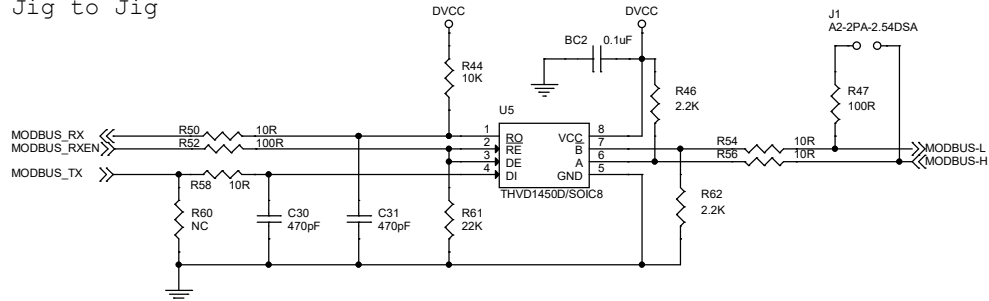 Jig to Jig
DVCC
DVCC
J1
A2-2PA-2.54DSA
BC2 0.1uF
R44
10K
R46
2.2K
R47
100R
U5
MODBUS_RX R50 10R 1 RO VCC 8
MODBUS_RXEN R52 100R 2 RE B 7 R54 10R MODBUS-L
3 DE A 6 R56 10R MODBUS-H
MODBUS_TX R58 10R 4 DI GND 5
THVD1450D/SOIC8
R60
NC
C30
470pF
C31
470pF
R61
22K
R62
2.2K